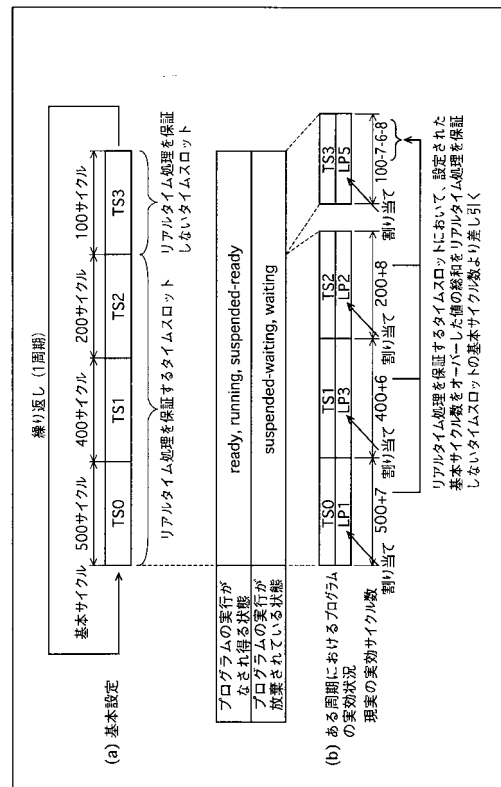 繰り返し(1周期)
基本サイクル
500サイクル
400サイクル
200サイクル
100サイクル
(a) 基本設定
TS0
TS1
TS2
TS3
リアルタイム処理を保証するタイムスロット
リアルタイム処理を保証
しないタイムスロット
プログラムの実行が
なされ得る状態
ready, running, suspended-ready
プログラムの実行が
放棄されている状態
suspended-waiting, waiting
(b) ある周期におけるプログラム
の実効状況
TS0
LP1
TS1
LP3
TS2
LP2
TS3
LP5
現実の実効サイクル数
割り当て
500+7
割り当て
400+6
割り当て
200+8
割り当て
100-7-6-8
リアルタイム処理を保証するタイムスロットにおいて、設定された
基本サイクル数をオーバーした値の総和をリアルタイム処理を保証
しないタイムスロットの基本サイクル数より差し引く